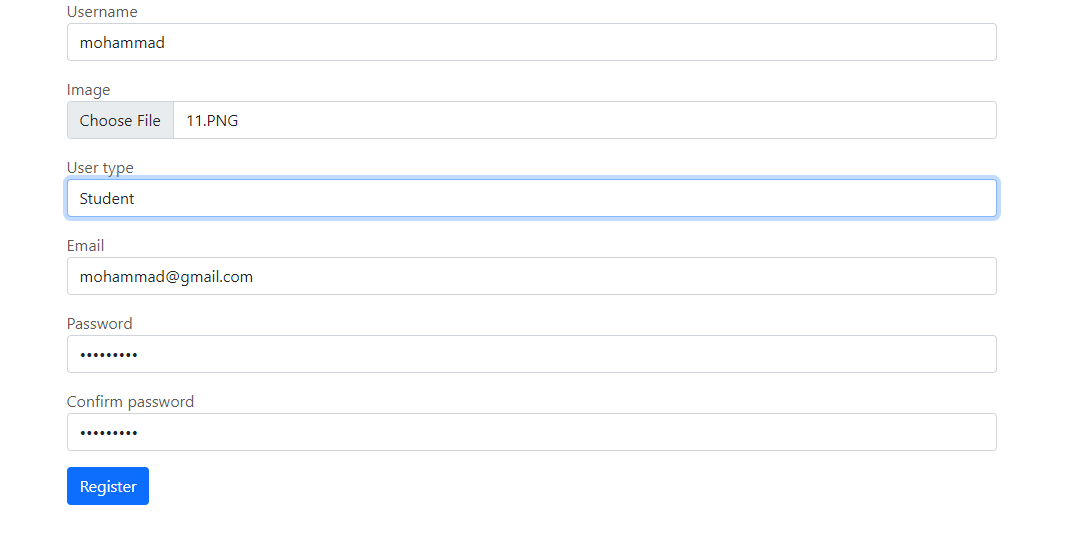 Username
mohammad
Image
Choose File 11.PNG
User type
Student
Email
mohammad@gmail.com
Password
•••••••••
Confirm password
•••••••••
Register